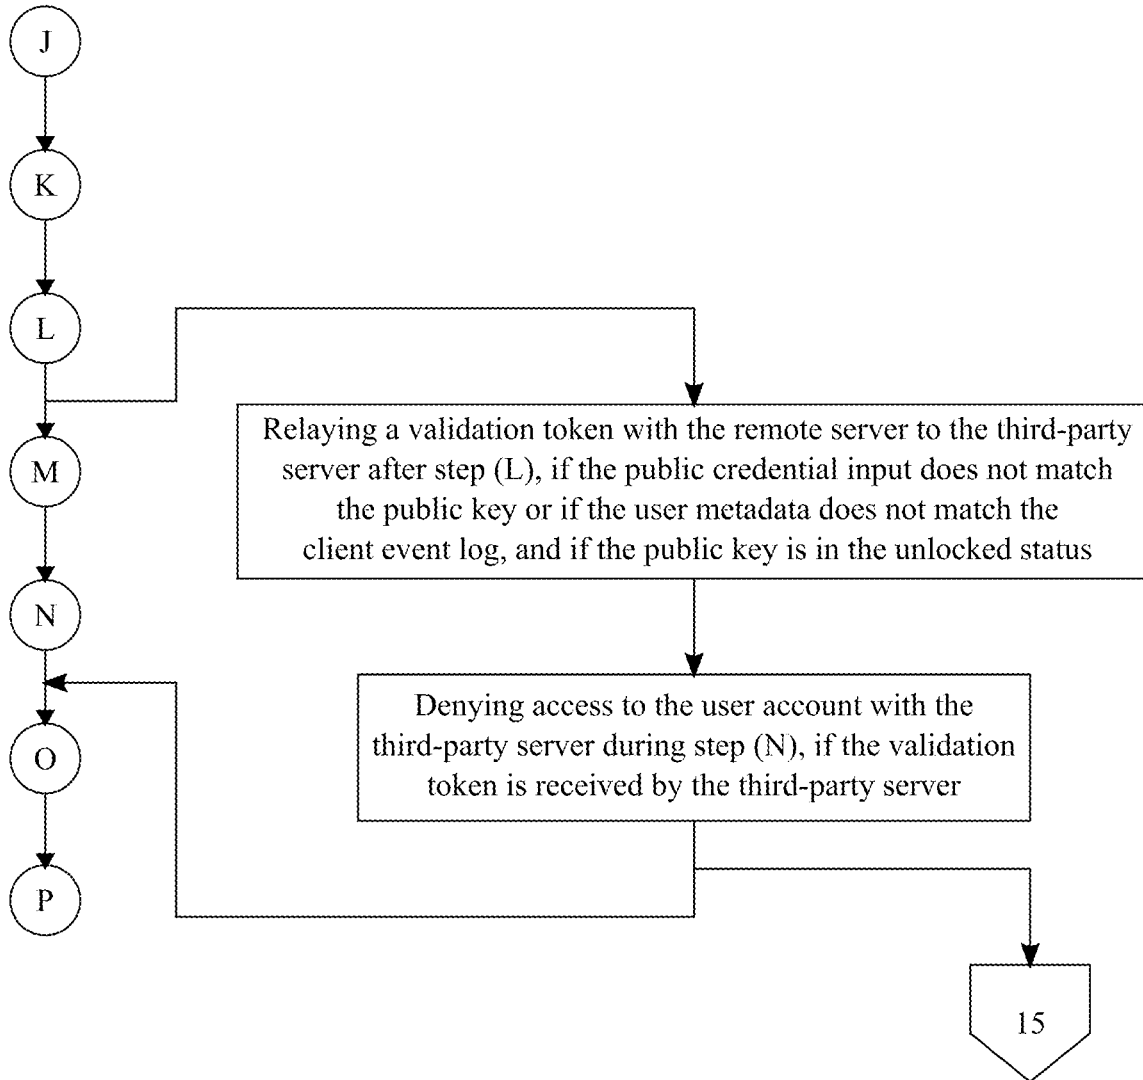 J
K
L
M
N
O
P
Relaying a validation token with the remote server to the third-party
server after step (L), if the public credential input does not match
the public key or if the user metadata does not match the
client event log, and if the public key is in the unlocked status
Denying access to the user account with the
third-party server during step (N), if the validation
token is received by the third-party server
15